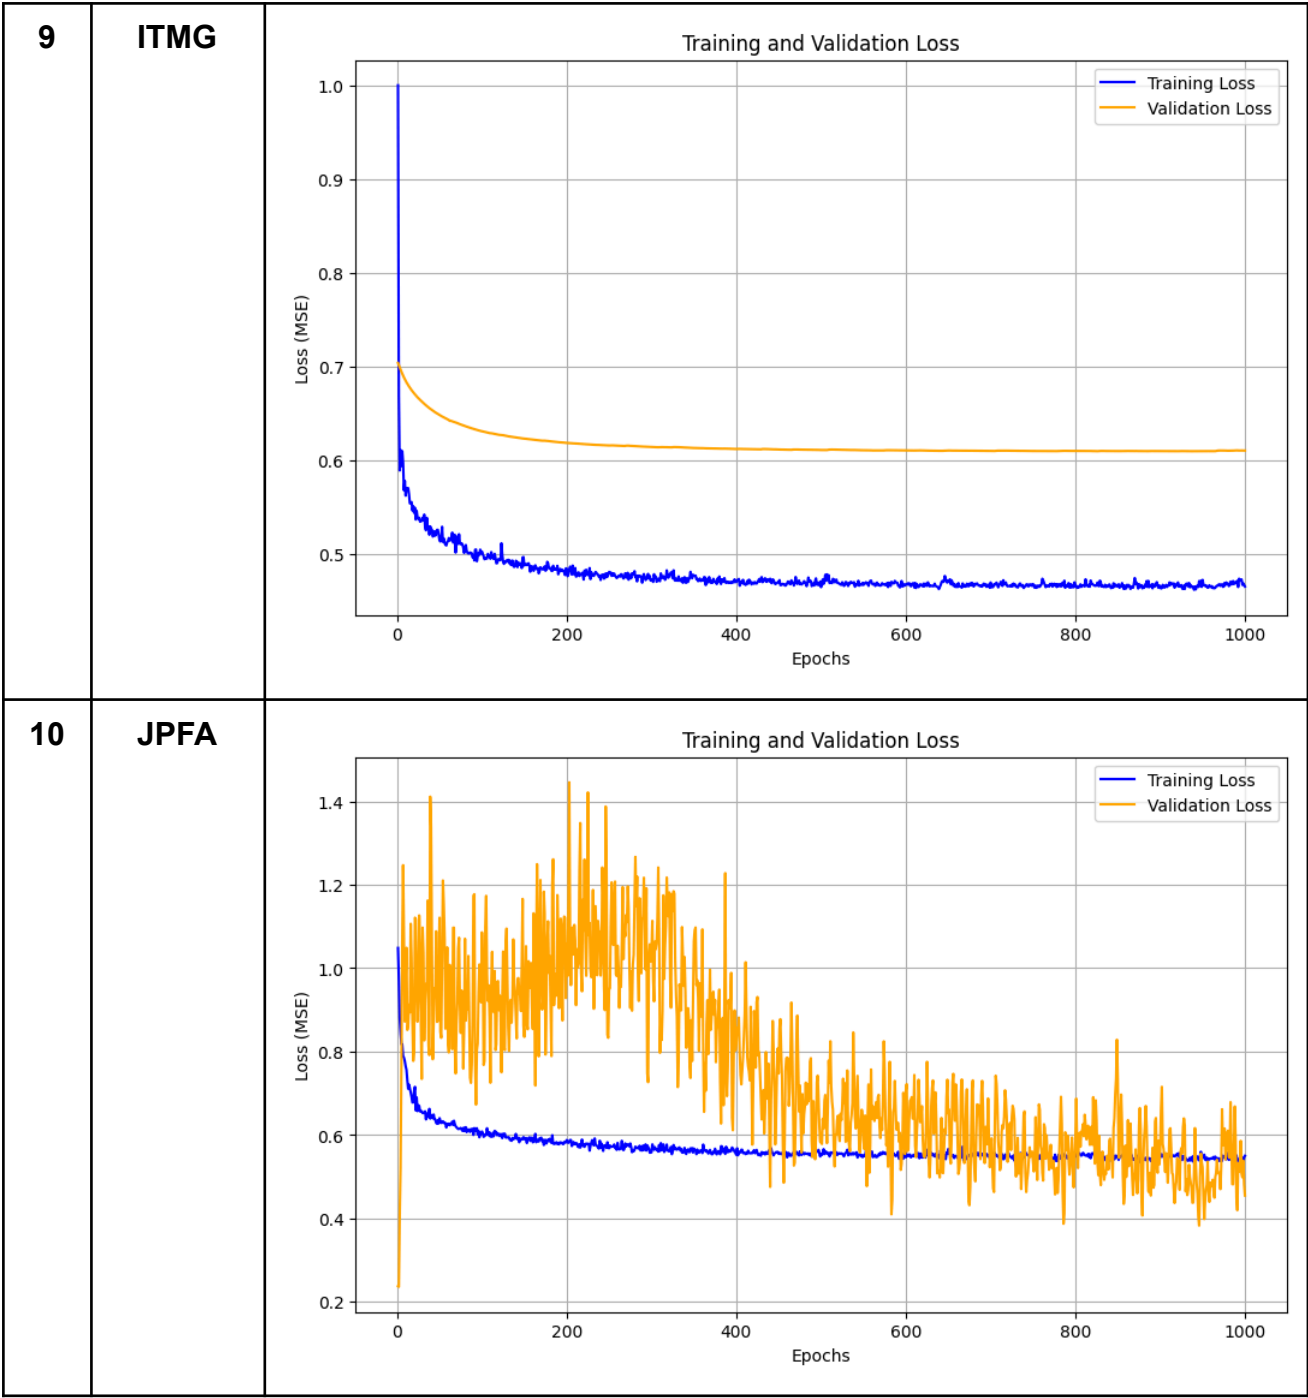 9 ITMG
Training and Validation Loss
Training Loss
Validation Loss
1.0
0.9
0.8
0.7
0.6
0.5
Loss (MSE)
0 200 400 600 800 1000
Epochs
10 JPFA
Training and Validation Loss
Training Loss
Validation Loss
1.4
1.2
1.0
0.8
0.6
0.4
0.2
Loss (MSE)
0 200 400 600 800 1000
Epochs